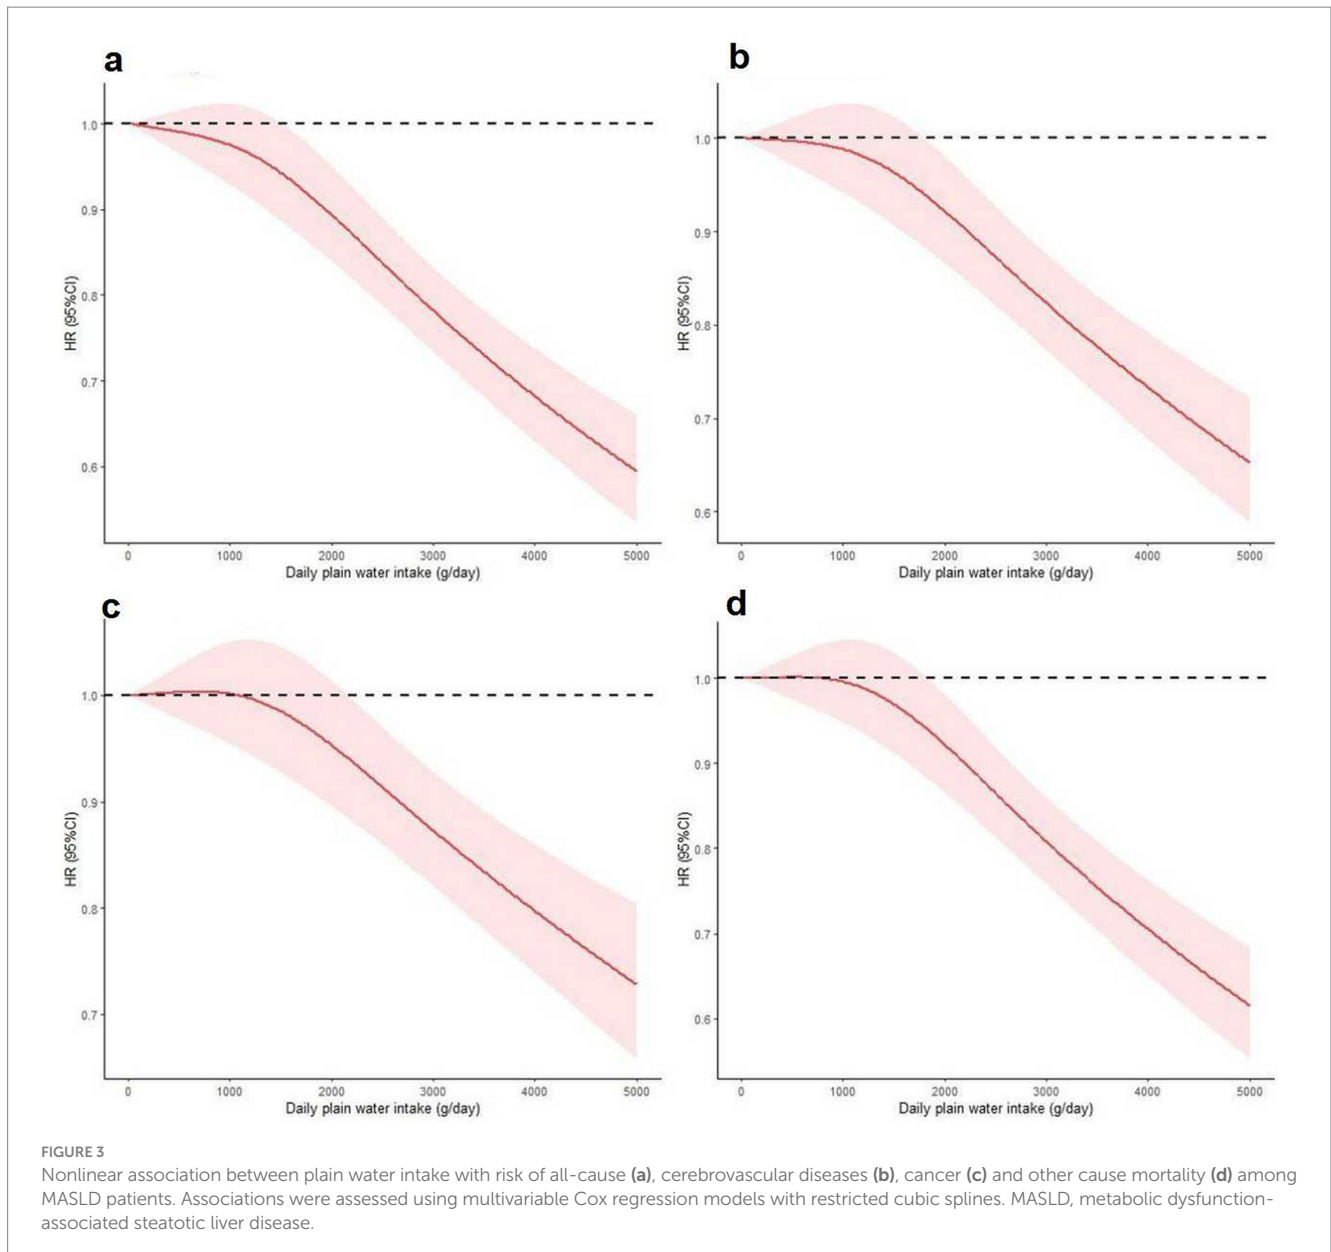 a
1.0
0.9
0.8
0.7
0.6
HR (95%CI)
0 1000 2000 3000 4000 5000
Daily plain water intake (g/day)
b
1.0
0.9
0.8
0.7
0.6
HR (95%CI)
0 1000 2000 3000 4000 5000
Daily plain water intake (g/day)
c
1.0
0.9
0.8
0.7
HR (95%CI)
0 1000 2000 3000 4000 5000
Daily plain water intake (g/day)
d
1.0
0.9
0.8
0.7
0.6
HR (95%CI)
0 1000 2000 3000 4000 5000
Daily plain water intake (g/day)
FIGURE 3
Nonlinear association between plain water intake with risk of all-cause (a), cerebrovascular diseases (b), cancer (c) and other cause mortality (d) among
MASLD patients. Associations were assessed using multivariable Cox regression models with restricted cubic splines. MASLD, metabolic dysfunction-
associated steatotic liver disease.